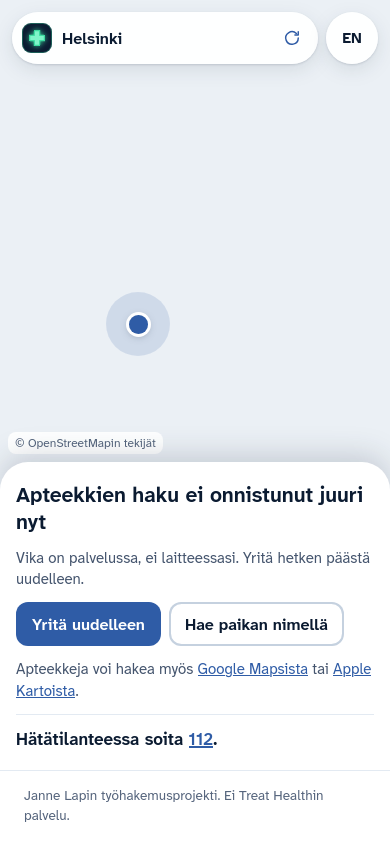 Helsinki
EN
© OpenStreetMapin tekijät
Apteekkien haku ei onnistunut juuri
nyt
Vika on palvelussa, ei laitteessasi. Yritä hetken päästä
uudelleen.
Yritä uudelleen
Hae paikan nimellä
Apteekkeja voi hakea myös Google Mapsista tai Apple
Kartoista.
Hätätilanteessa soita 112.
Janne Lapin työhakemusprojekti. Ei Treat Healthin
palvelu.